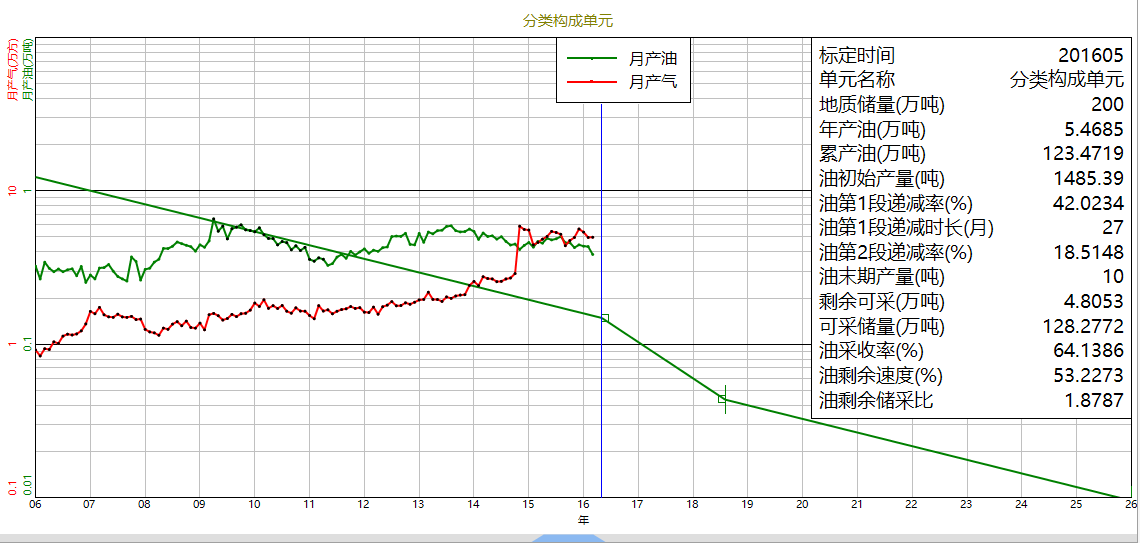 分类构成单元
月产气(万方)
月产油(万吨)
月产油
月产气
标定时间 201605
单元名称 分类构成单元
地质储量(万吨) 200
年产油(万吨) 5.4685
累产油(万吨) 123.4719
油初始产量(吨) 1485.39
油第1段递减率(%) 42.0234
油第1段递减时长(月) 27
油第2段递减率(%) 18.5148
油末期产量(吨) 10
剩余可采(万吨) 4.8053
可采储量(万吨) 128.2772
油采收率(%) 64.1386
油剩余速度(%) 53.2273
油剩余储采比 1.8787
10 1
1 0.1
0.1 0.01
06 07 08 09 10 11 12 13 14 15 16 17 18 19 20 21 22 23 24 25 26
年